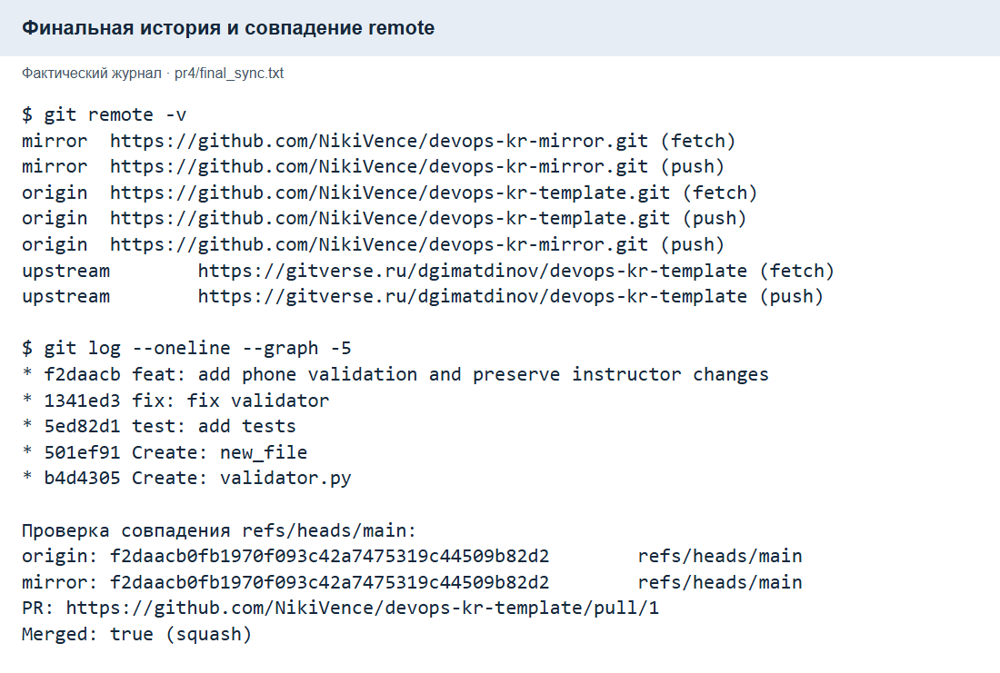 Финальная история и совпадение remote
Фактический журнал · pr4/final_sync.txt
$ git remote -v
mirror  https://github.com/NikiVence/devops-kr-mirror.git (fetch)
mirror  https://github.com/NikiVence/devops-kr-mirror.git (push)
origin  https://github.com/NikiVence/devops-kr-template.git (fetch)
origin  https://github.com/NikiVence/devops-kr-template.git (push)
origin  https://github.com/NikiVence/devops-kr-mirror.git (push)
upstream        https://gitverse.ru/dgimatdinov/devops-kr-template (fetch)
upstream        https://gitverse.ru/dgimatdinov/devops-kr-template (push)
$ git log --oneline --graph -5
* f2daacb feat: add phone validation and preserve instructor changes
* 1341ed3 fix: fix validator
* 5ed82d1 test: add tests
* 501ef91 Create: new_file
* b4d4305 Create: validator.py
Проверка совпадения refs/heads/main:
origin: f2daacb0fb1970f093c42a7475319c44509b82d2        refs/heads/main
mirror: f2daacb0fb1970f093c42a7475319c44509b82d2        refs/heads/main
PR: https://github.com/NikiVence/devops-kr-template/pull/1
Merged: true (squash)